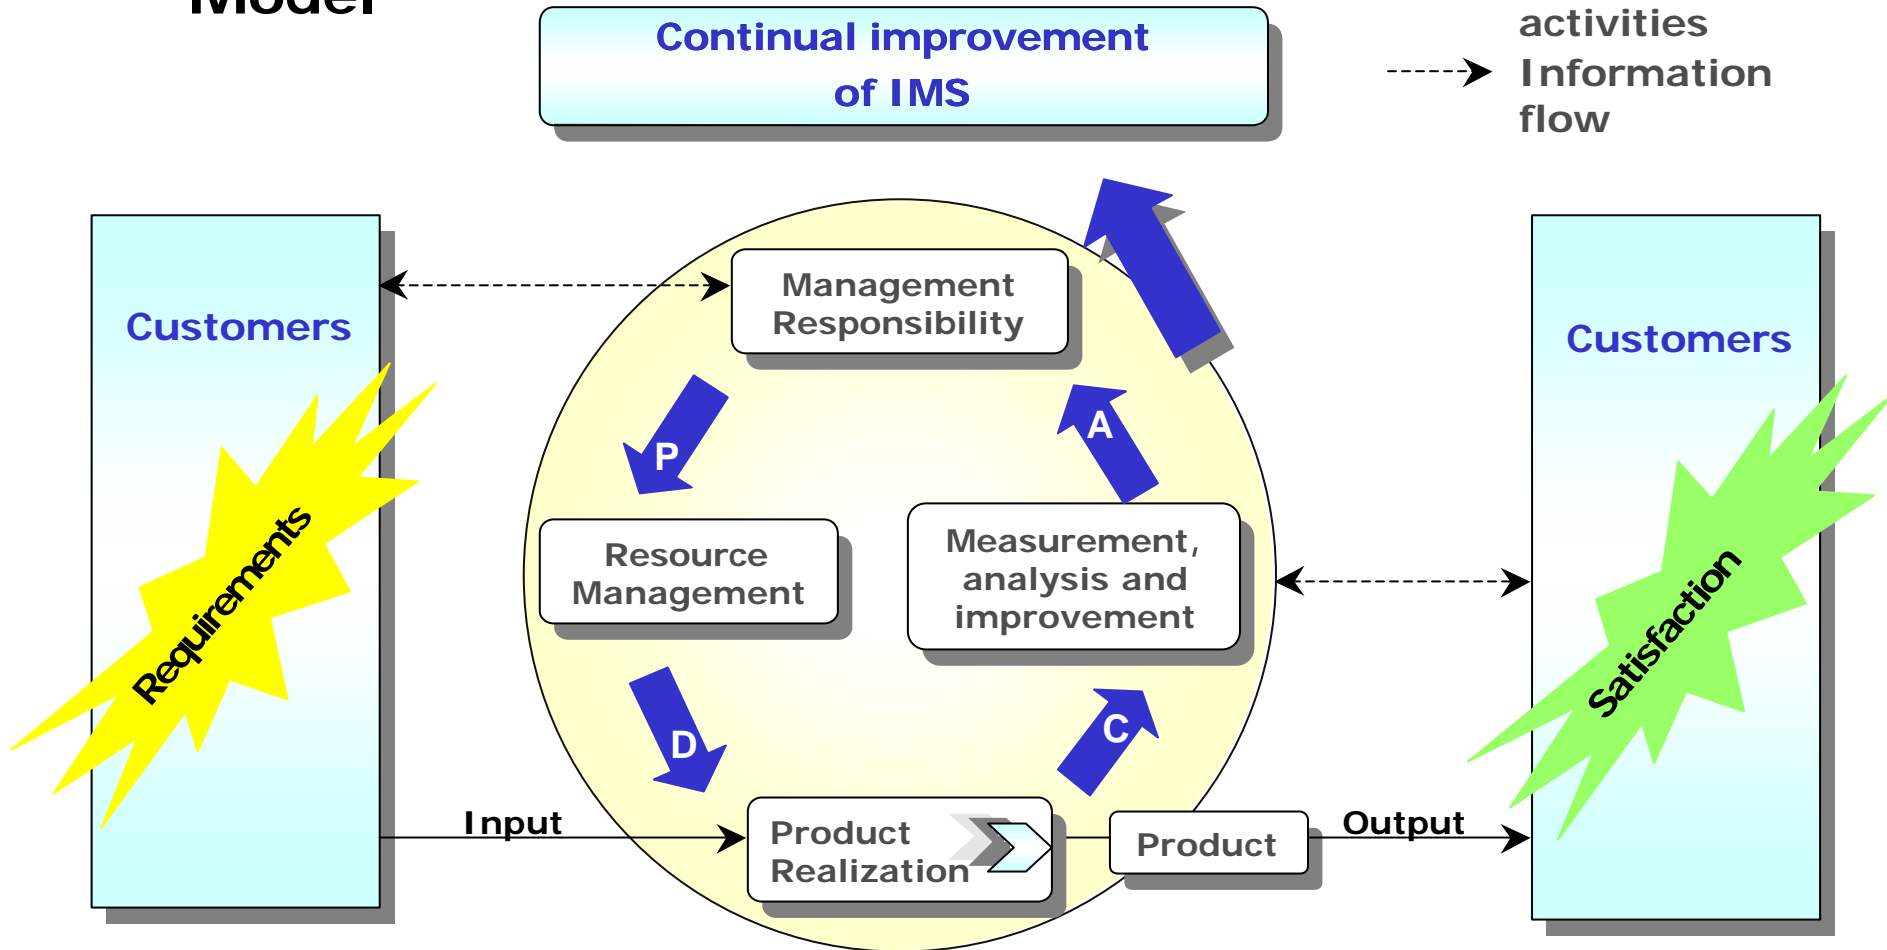 Model
Continual improvement
of IMS
activities
Information
flow
Customers
Requirements
Management
Responsibility
P
A
Resource
Management
Measurement,
analysis and
improvement
D
C
Input
Product
Realization
Product
Output
Customers
Satisfaction